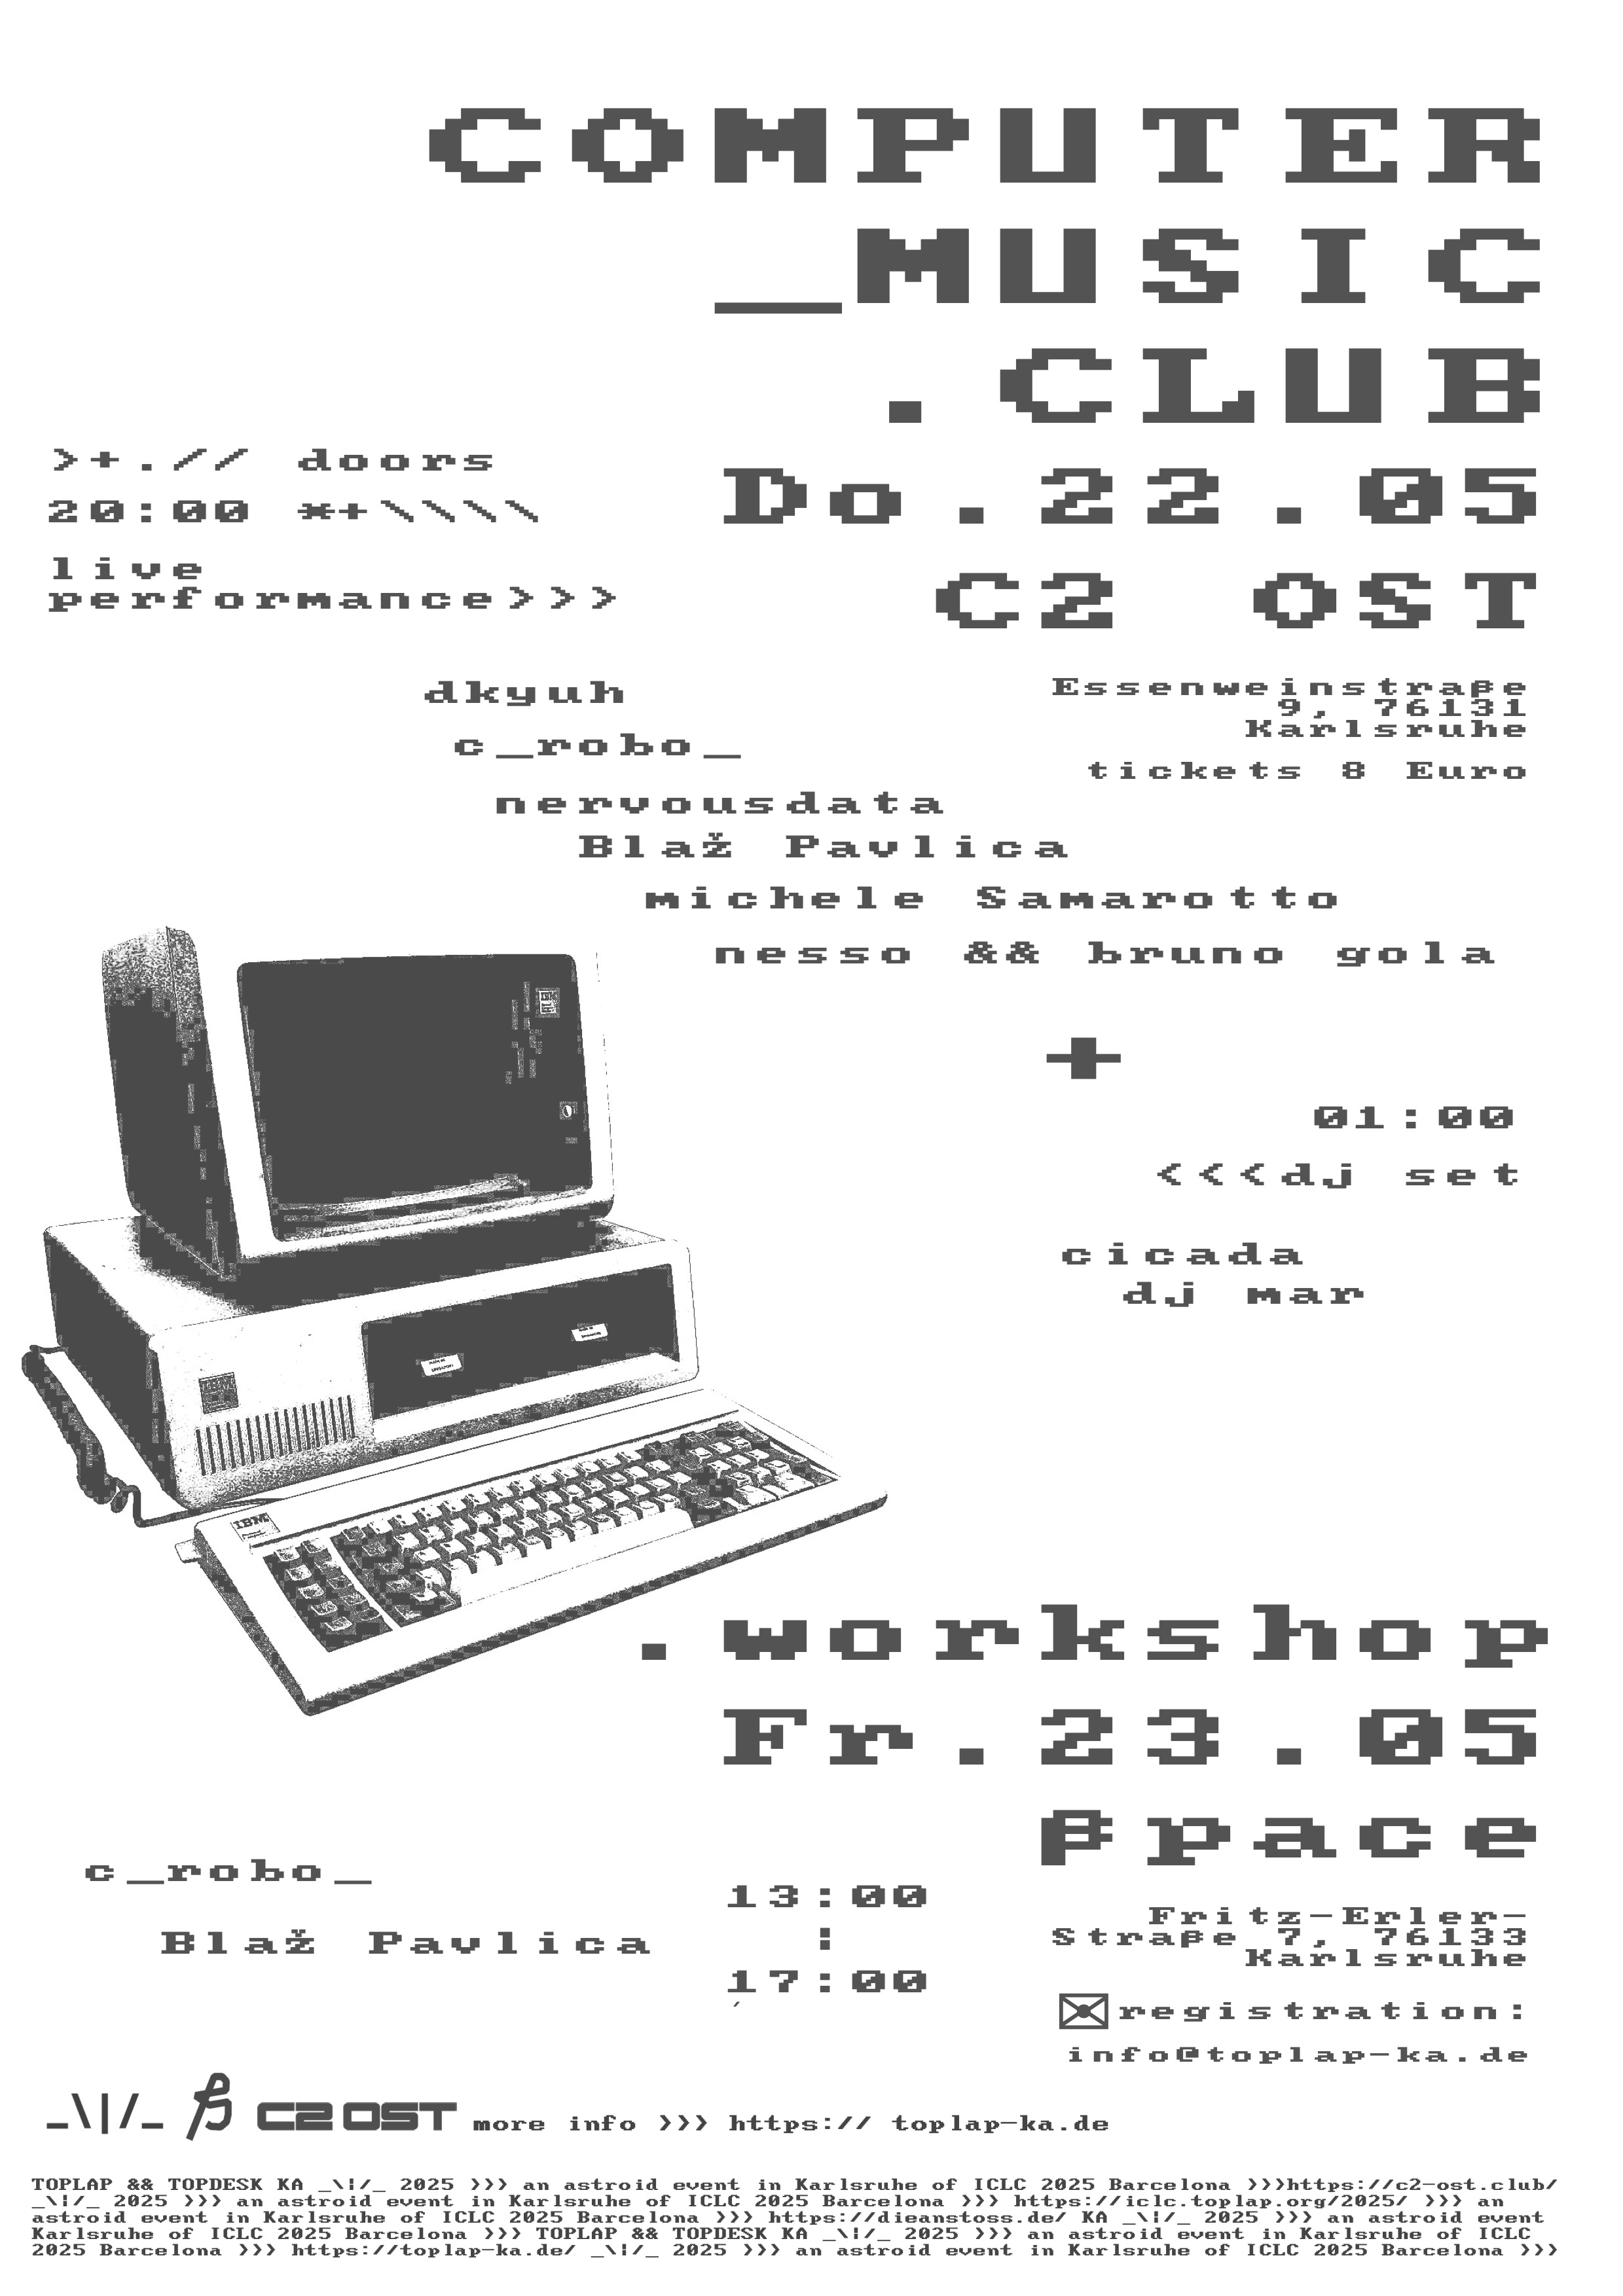 COMPUTER
_MUSIC
.CLUB
>+.// doors
20:00 *+\\\\
live
performance>>>
Do.22.05
C2 OST
Essenweinstraβe
9, 76131
Karlsruhe
tickets 8 Euro
dkyuh
c_robo_
nervousdata
Blaž Pavlica
michele Samarotto
nesso && bruno gola
+
01:00
<<<dj set
cicada
dj mar
IBM
.workshop
Fr.23.05
βpace
c_robo_
Blaž Pavlica
13:00
:
17:00
Fritz-Erler-
Straβe 7, 76133
Karlsruhe
✉registration:
info@toplap-ka.de
_\|/_ β C2 OST more info >>> https:// toplap-ka.de
TOPLAP && TOPDESK KA _\|/_ 2025 >>> an astroid event in Karlsruhe of ICLC 2025 Barcelona >>>https://c2-ost.club/
_\|/_ 2025 >>> an astroid event in Karlsruhe of ICLC 2025 Barcelona >>> https://iclc.toplap.org/2025/ >>> an
astroid event in Karlsruhe of ICLC 2025 Barcelona >>> https://dieanstoss.de/ KA _\|/_ 2025 >>> an astroid event
Karlsruhe of ICLC 2025 Barcelona >>> TOPLAP && TOPDESK KA _\|/_ 2025 >>> an astroid event in Karlsruhe of ICLC
2025 Barcelona >>> https://toplap-ka.de/ _\|/_ 2025 >>> an astroid event in Karlsruhe of ICLC 2025 Barcelona >>>